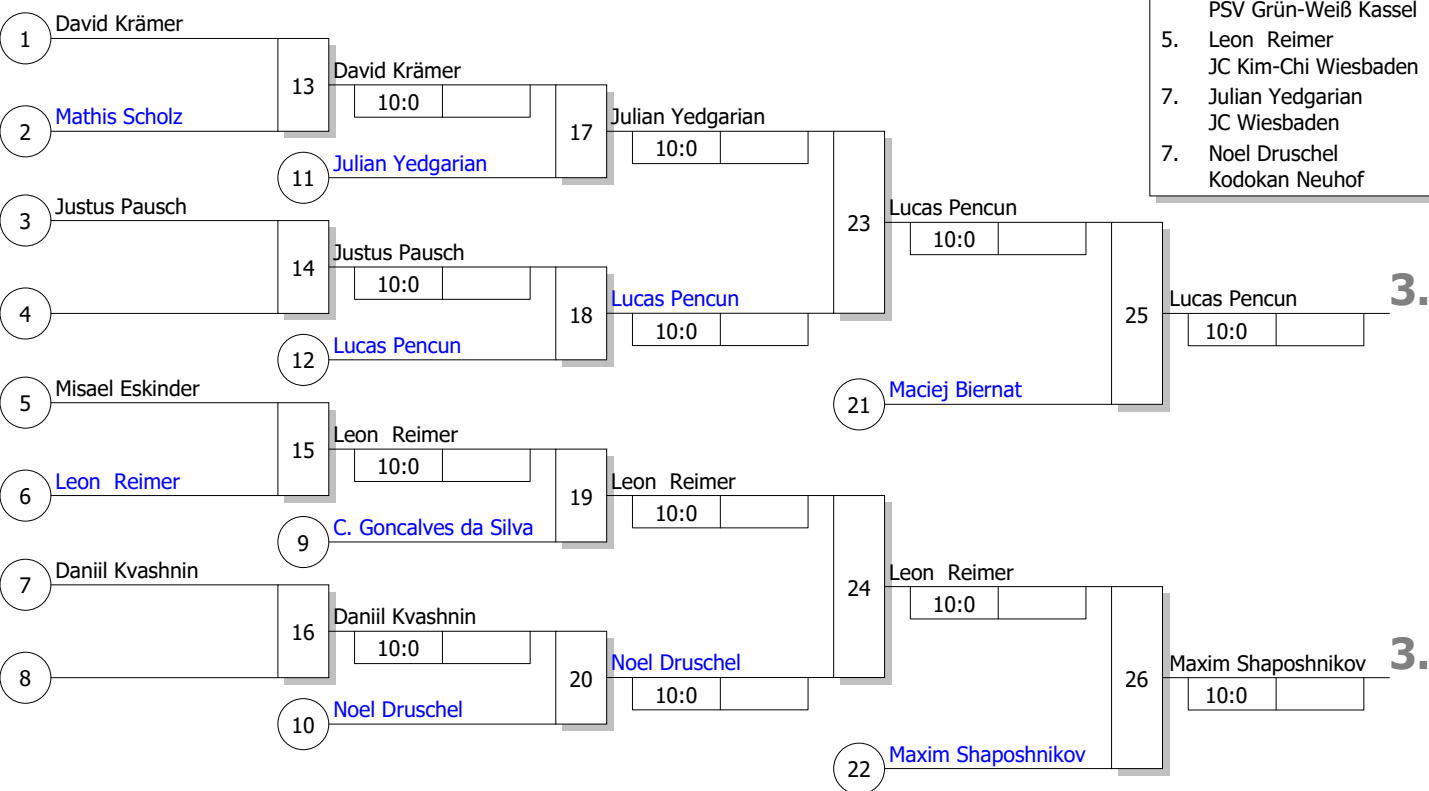 PSV Grün-Weiß Kassel
5. Leon Reimer
JC Kim-Chi Wiesbaden
7. Julian Yedgarian
JC Wiesbaden
7. Noel Druschel
Kodokan Neuhof
1 David Krämer
2 Mathis Scholz
13 David Krämer
10:0
11 Julian Yedgarian
17 Julian Yedgarian
10:0
3 Justus Pausch
4
14 Justus Pausch
10:0
12 Lucas Pencun
18 Lucas Pencun
10:0
23 Lucas Pencun
10:0
21 Maciej Biernat
25 Lucas Pencun 3.
10:0
5 Misael Eskinder
6 Leon Reimer
15 Leon Reimer
10:0
9 C. Goncalves da Silva
19 Leon Reimer
10:0
7 Daniil Kvashnin
8
16 Daniil Kvashnin
10:0
10 Noel Druschel
20 Noel Druschel
10:0
24 Leon Reimer
10:0
22 Maxim Shaposhnikov
26 Maxim Shaposhnikov 3.
10:0